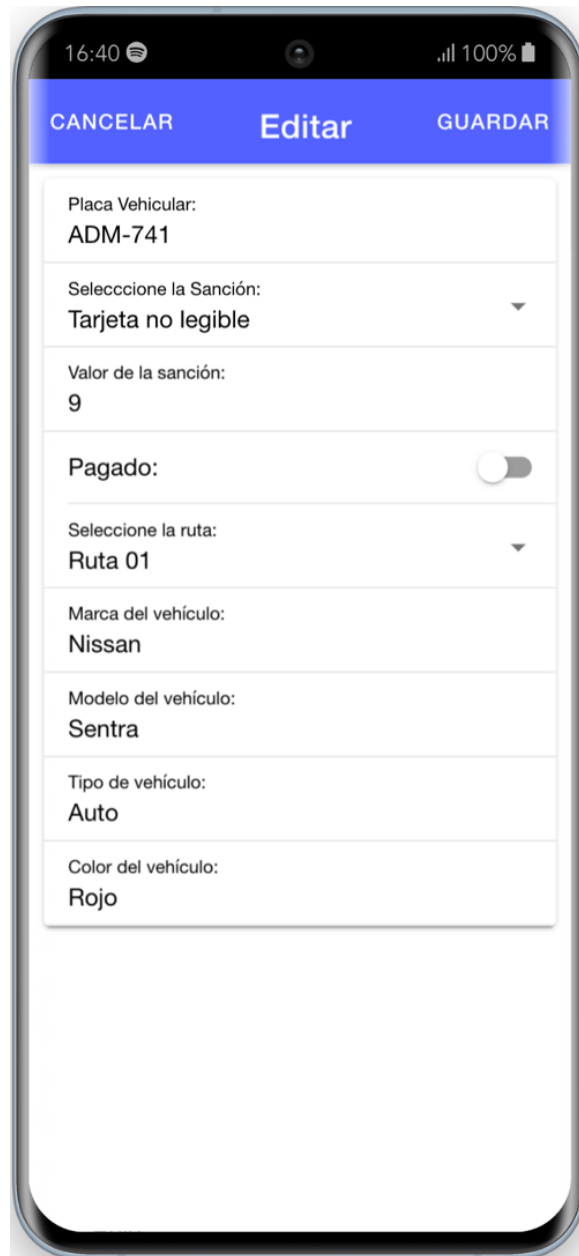 16:40
100%
CANCELAR Editar GUARDAR
Placa Vehicular:
ADM-741
Selecccione la Sanción:
Tarjeta no legible
Valor de la sanción:
9
Pagado:
Seleccione la ruta:
Ruta 01
Marca del vehículo:
Nissan
Modelo del vehículo:
Sentra
Tipo de vehículo:
Auto
Color del vehículo:
Rojo